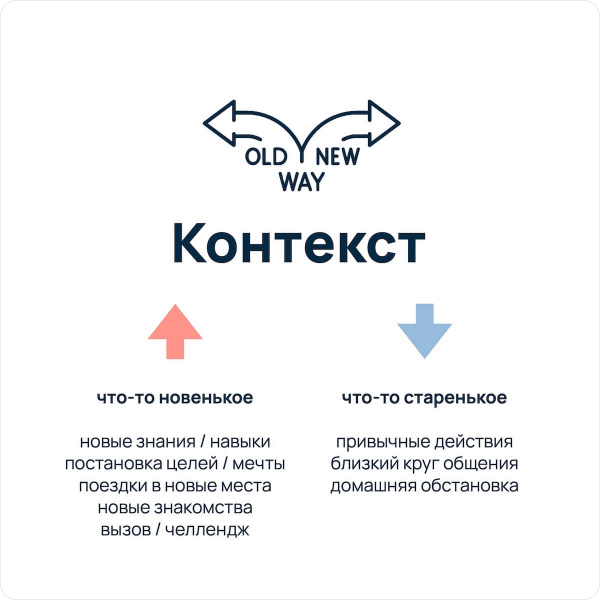 OLD NEW
WAY
Контекст
что-то новенькое
новые знания / навыки
постановка целей / мечты
поездки в новые места
новые знакомства
вызов / челлендж
что-то старенькое
привычные действия
близкий круг общения
домашняя обстановка